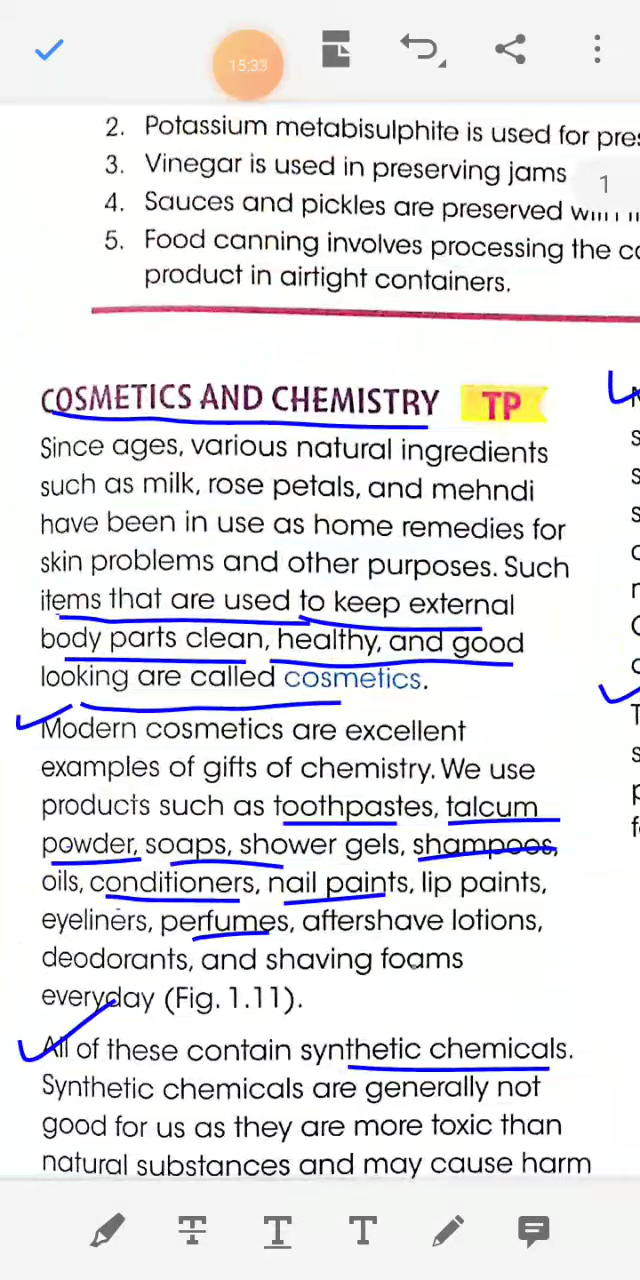 15:33
2. Potassium metabisulphite is used for pres
3. Vinegar is used in preserving jams
1
4. Sauces and pickles are preserved with
5. Food canning involves processing the co
product in airtight containers.
COSMETICS AND CHEMISTRY TP
Since ages, various natural ingredients
such as milk, rose petals, and mehndi
have been in use as home remedies for
skin problems and other purposes. Such
items that are used to keep external
body parts clean, healthy, and good
looking are called cosmetics.
Modern cosmetics are excellent
examples of gifts of chemistry. We use
products such as toothpastes, talcum
powder, soaps, shower gels, shampoos,
oils, conditioners, nail paints, lip paints,
eyeliners, perfumes, aftershave lotions,
deodorants, and shaving foams
everyday (Fig. 1.11).
All of these contain synthetic chemicals.
Synthetic chemicals are generally not
good for us as they are more toxic than
natural substances and may cause harm